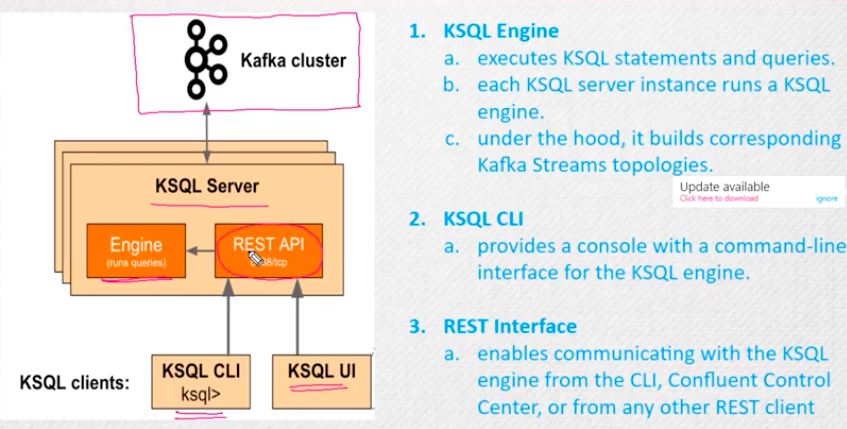 Kafka cluster
KSQL Server
Engine
(runs queries)
REST API
38/tcp
KSQL clients:
KSQL CLI
ksql>
KSQL UI
1. KSQL Engine
a. executes KSQL statements and queries.
b. each KSQL server instance runs a KSQL
engine.
c. under the hood, it builds corresponding
Kafka Streams topologies.
Update available
Click here to download
ignore
2. KSQL CLI
a. provides a console with a command-line
interface for the KSQL engine.
3. REST Interface
a. enables communicating with the KSQL
engine from the CLI, Confluent Control
Center, or from any other REST client